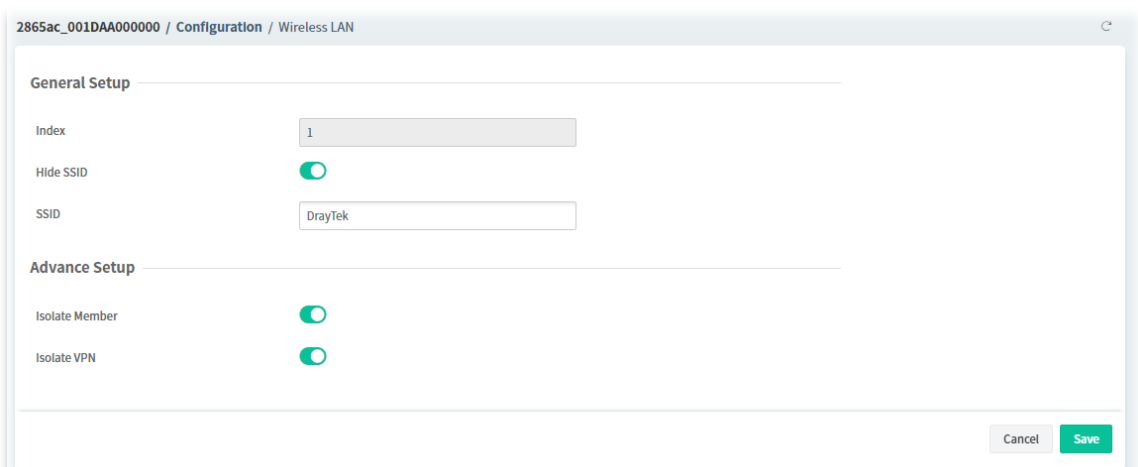 2865ac_001DAA000000 / Configuration / Wireless LAN
General Setup
Index 1
Hide SSID
SSID DrayTek
Advance Setup
Isolate Member
Isolate VPN
Cancel Save